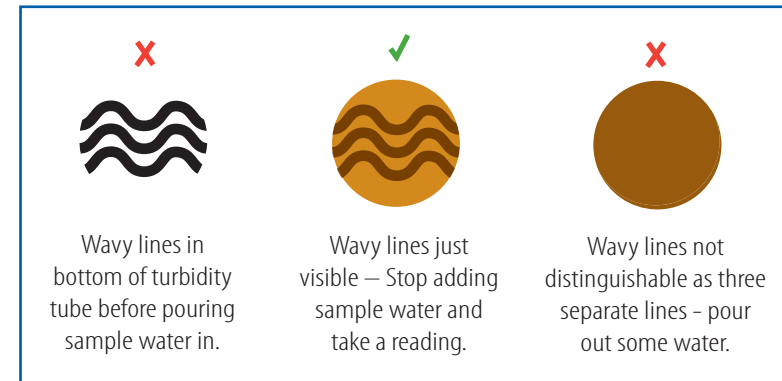 Wavy lines in
bottom of turbidity
tube before pouring
sample water in.
Wavy lines just
visible — Stop adding
sample water and
take a reading.
Wavy lines not
distinguishable as three
separate lines - pour
out some water.